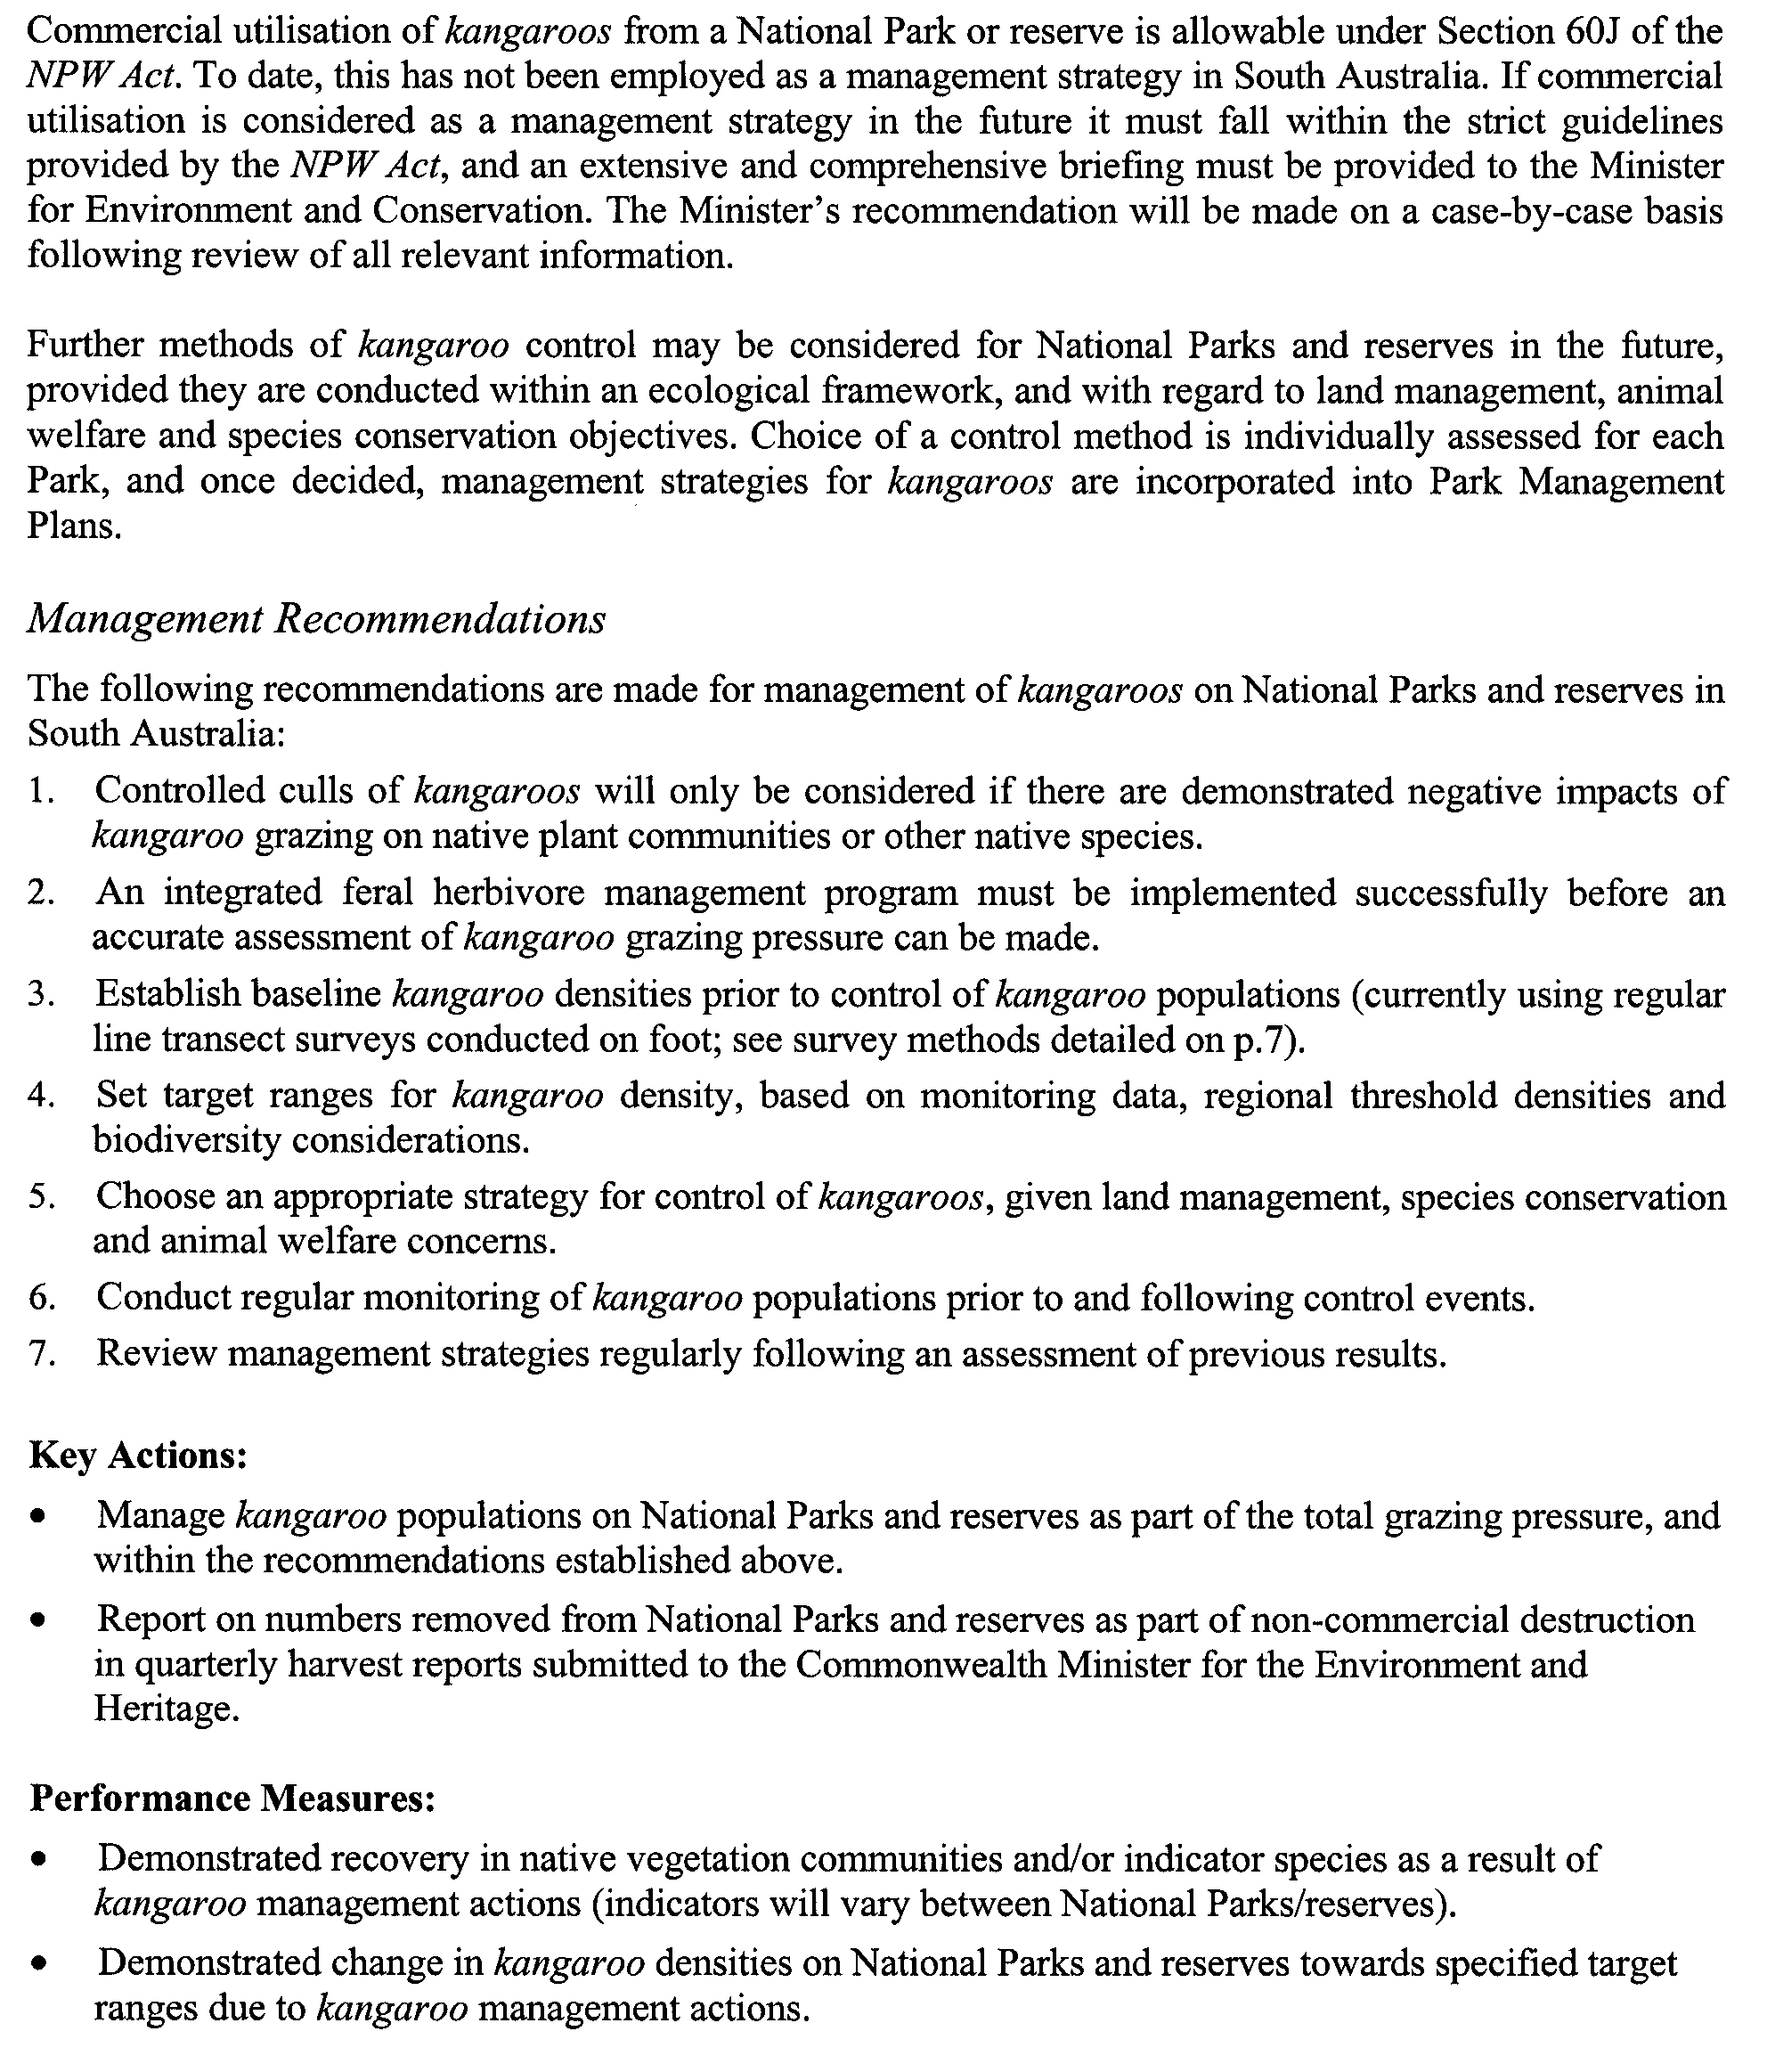 Commercial utilisation of kangaroos from a National Park or reserve is allowable under Section 60J of the
NPW Act. To date, this has not been employed as a management strategy in South Australia. If commercial
utilisation is considered as a management strategy in the future it must fall within the strict guidelines
provided by the NPW Act, and an extensive and comprehensive briefing must be provided to the Minister
for Environment and Conservation. The Minister's recommendation will be made on a case-by-case basis
following review of all relevant information.
Further methods of kangaroo control may be considered for National Parks and reserves in the future,
provided they are conducted within an ecological framework, and with regard to land management, animal
welfare and species conservation objectives. Choice of a control method is individually assessed for each
Park, and once decided, management strategies for kangaroos are incorporated into Park Management
Plans.
Management Recommendations
The following recommendations are made for management of kangaroos on National Parks and reserves in
South Australia:
1. Controlled culls of kangaroos will only be considered if there are demonstrated negative impacts of
kangaroo grazing on native plant communities or other native species.
2. An integrated feral herbivore management program must be implemented successfully before an
accurate assessment of kangaroo grazing pressure can be made.
3. Establish baseline kangaroo densities prior to control of kangaroo populations (currently using regular
line transect surveys conducted on foot; see survey methods detailed on p.7).
4. Set target ranges for kangaroo density, based on monitoring data, regional threshold densities and
biodiversity considerations.
5. Choose an appropriate strategy for control of kangaroos, given land management, species conservation
and animal welfare concerns.
6. Conduct regular monitoring of kangaroo populations prior to and following control events.
7. Review management strategies regularly following an assessment of previous results.
Key Actions:
• Manage kangaroo populations on National Parks and reserves as part of the total grazing pressure, and
within the recommendations established above.
• Report on numbers removed from National Parks and reserves as part of non-commercial destruction
in quarterly harvest reports submitted to the Commonwealth Minister for the Environment and
Heritage.
Performance Measures:
• Demonstrated recovery in native vegetation communities and/or indicator species as a result of
kangaroo management actions (indicators will vary between National Parks/reserves).
• Demonstrated change in kangaroo densities on National Parks and reserves towards specified target
ranges due to kangaroo management actions.